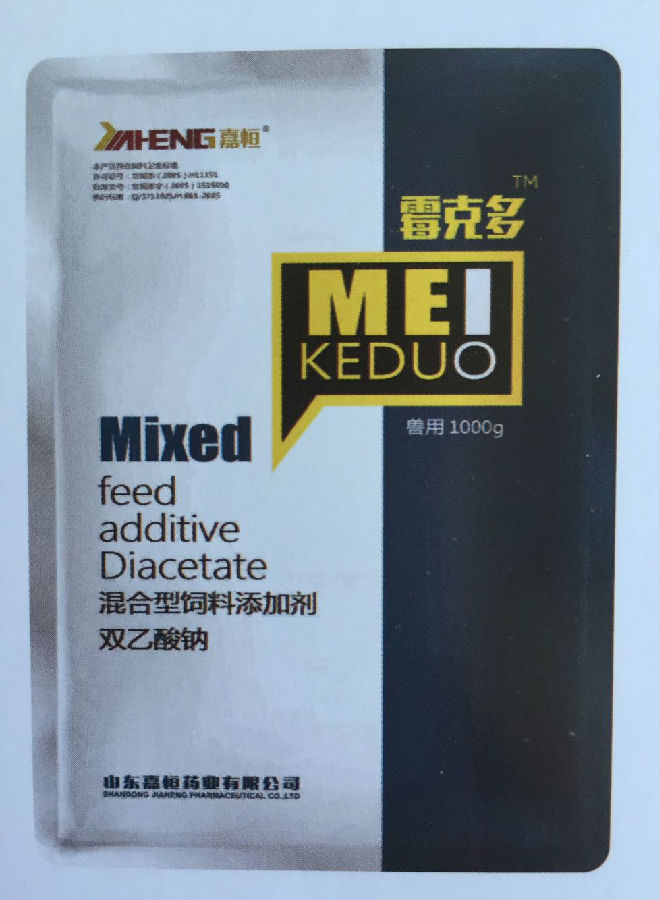 JIAHENG 嘉恒®
TM
霉克多
MEI
KEDUO
兽用 1000g
Mixed
feed
additive
Diacetate
混合型饲料添加剂
双乙酸钠
山东嘉恒药业有限公司
SHANDONG JIAHENG PHARMACEUTICAL CO.,LTD